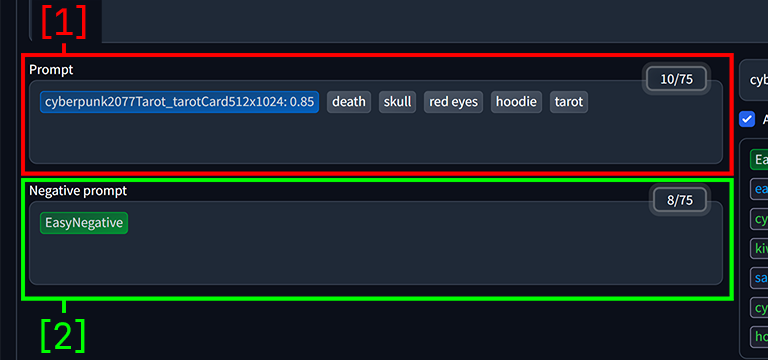 [1]
Prompt
10/75
cyberpunk2077Tarot_tarotCard512x1024: 0.85 death skull red eyes hoodie tarot
Negative prompt
8/75
EasyNegative
[2]
cyb
A
Ea
ea
cy
sa
cy
ho